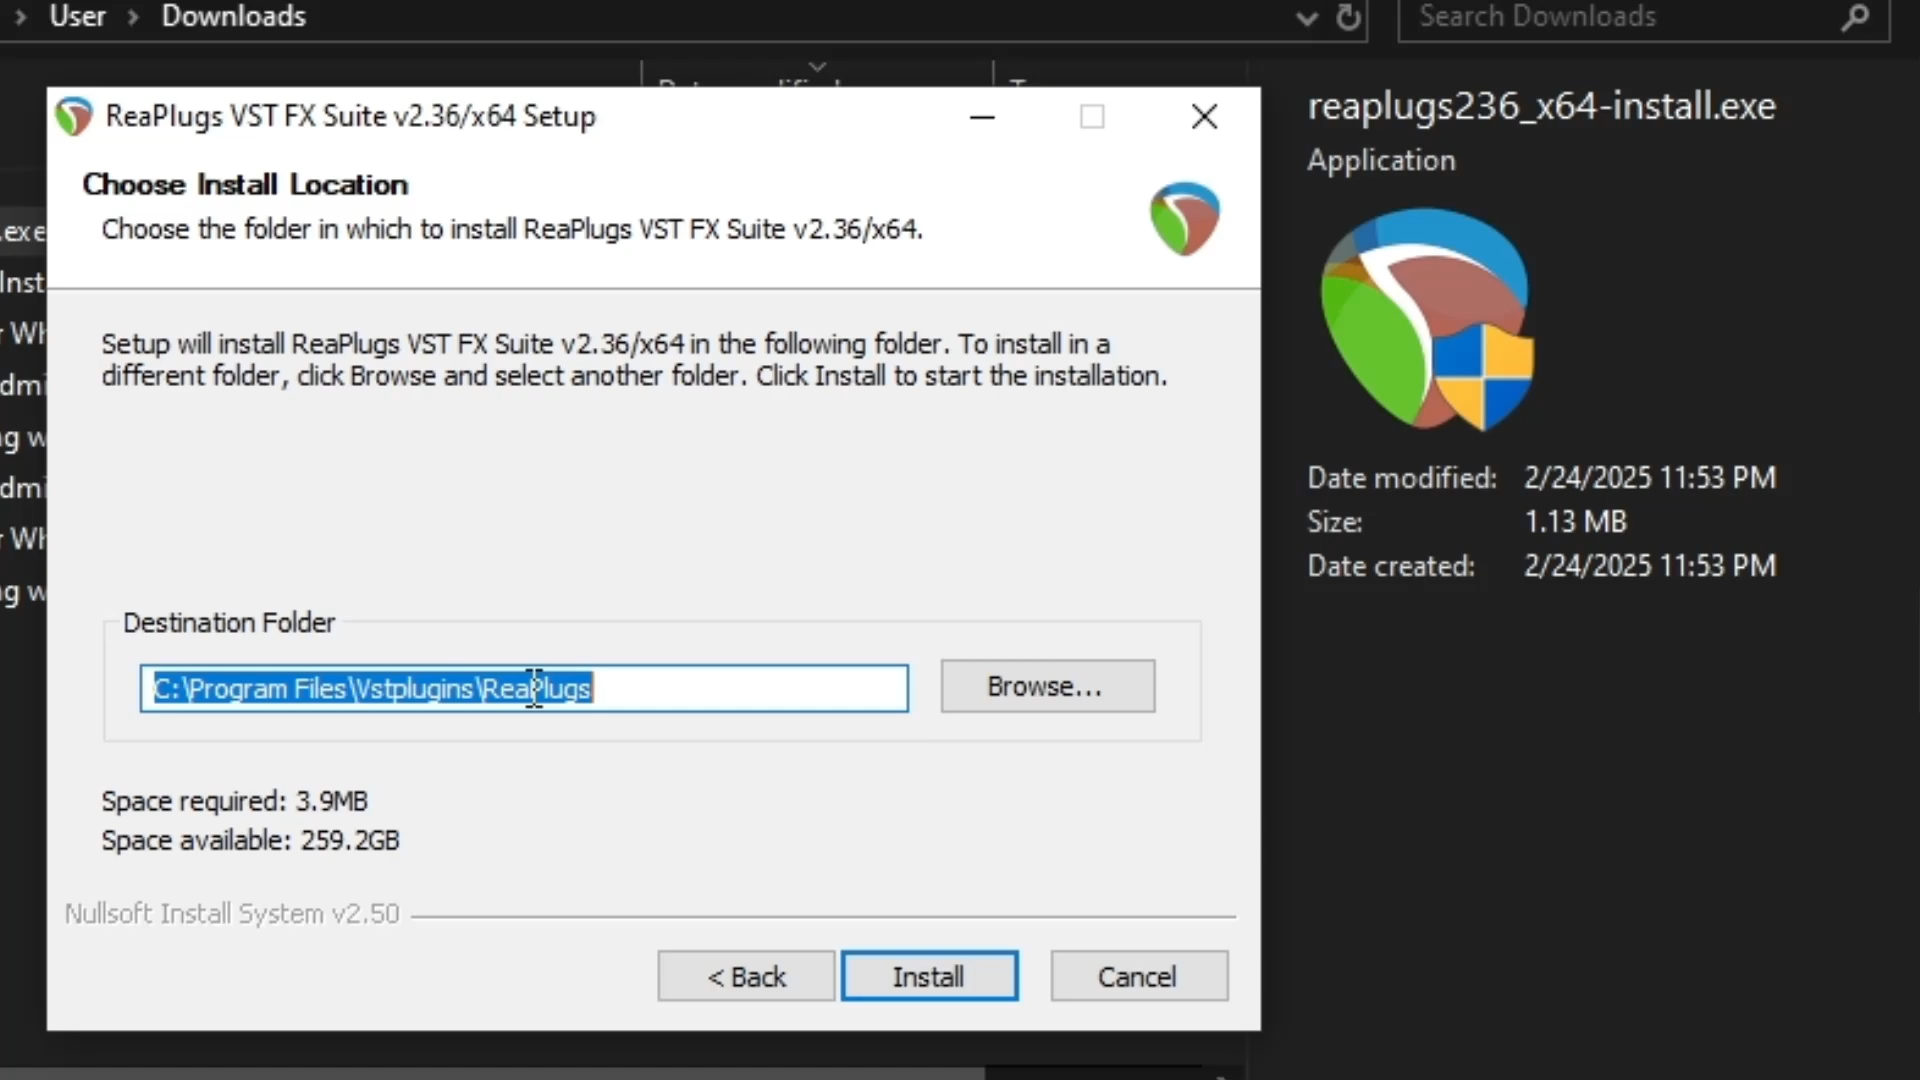 User > Downloads
Search Downloads
ReaPlugs VST FX Suite v2.36/x64 Setup
Choose Install Location
Choose the folder in which to install ReaPlugs VST FX Suite v2.36/x64.
Setup will install ReaPlugs VST FX Suite v2.36/x64 in the following folder. To install in a
different folder, click Browse and select another folder. Click Install to start the installation.
Destination Folder
C:\Program Files\Vstplugins\ReaPlugs
Browse...
Space required: 3.9MB
Space available: 259.2GB
Nullsoft Install System v2.50
< Back
Install
Cancel
.exe
reaplugs236_x64-install.exe
Application
Date modified: 2/24/2025 11:53 PM
Size: 1.13 MB
Date created: 2/24/2025 11:53 PM